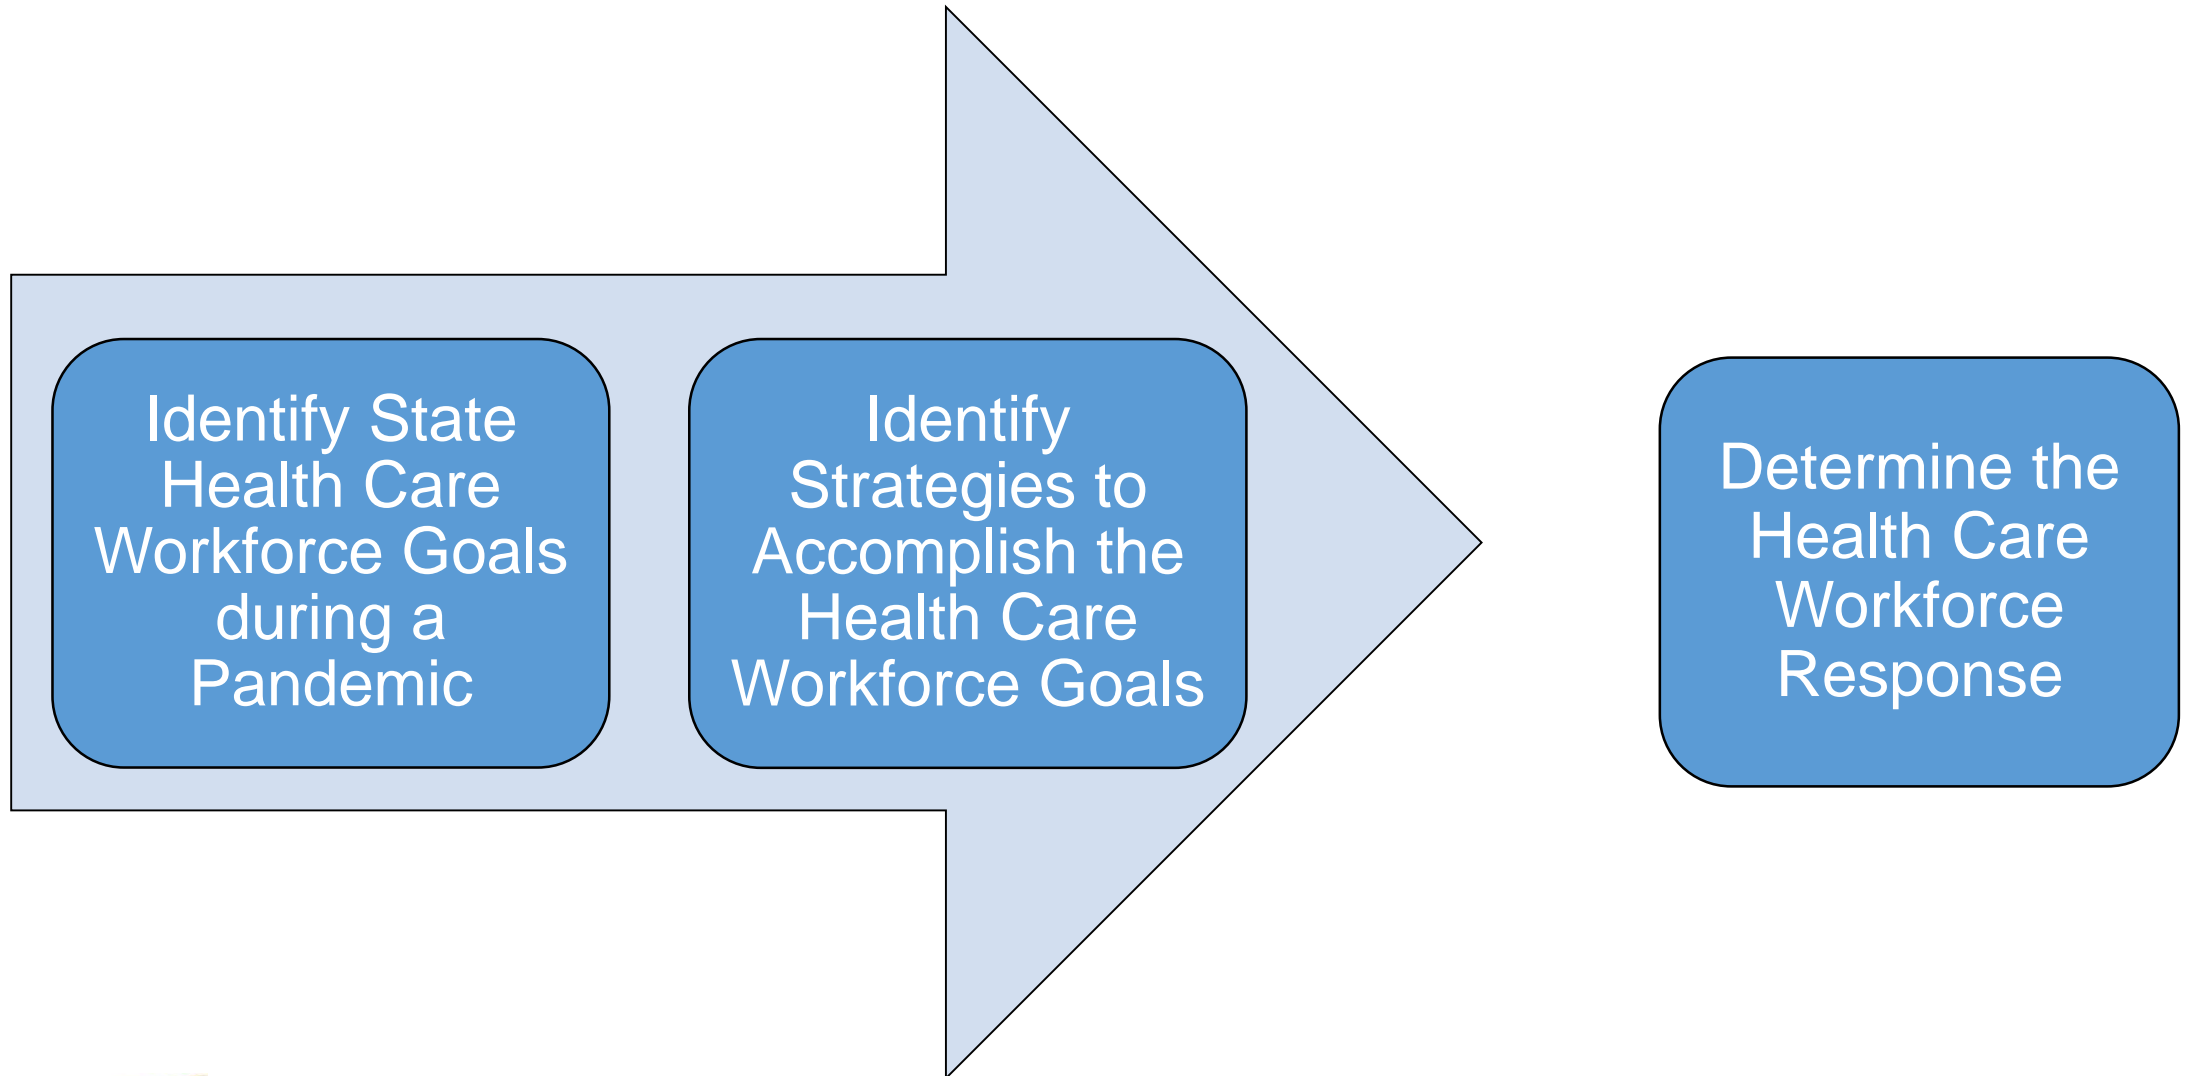 Identify State
Health Care
Workforce Goals
during a
Pandemic
Identify
Strategies to
Accomplish the
Health Care
Workforce Goals
Determine the
Health Care
Workforce
Response